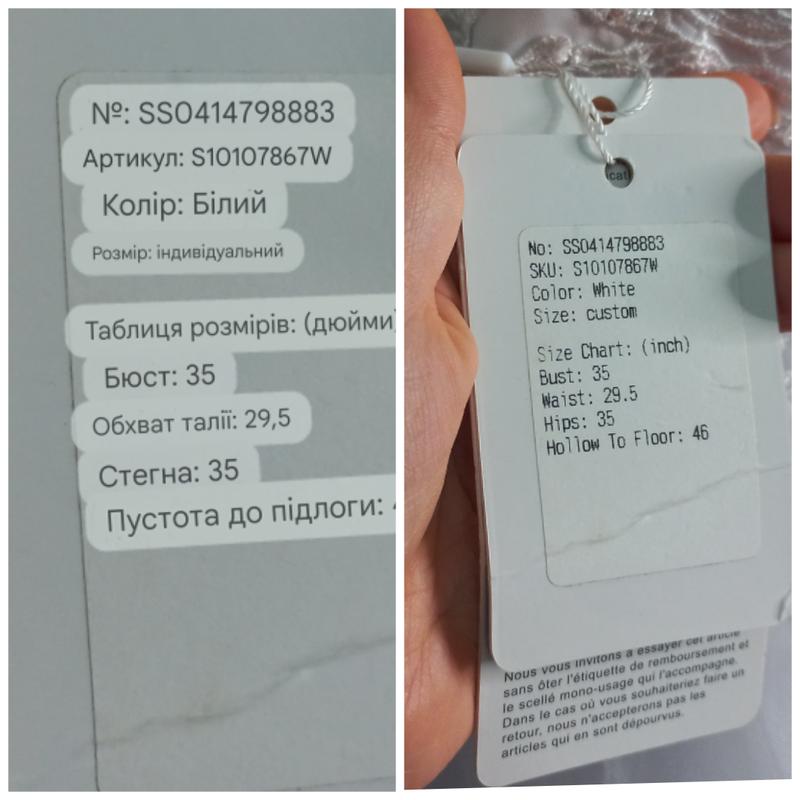 №: SSO414798883
Артикул: S10107867W
Колір: Білий
Розмір: індивідуальний
Таблиця розмірів: (дюйми)
Бюст: 35
Обхват талії: 29,5
Стегна: 35
Пустота до підлоги:
cat
No: SSO414798883
SKU: S10107867W
Color: White
Size: custom
Size Chart: (inch)
Bust: 35
Waist: 29.5
Hips: 35
Hollow To Floor: 46
Nous vous invitons à essayer cet article
sans ôter l'étiquette de remboursement et
le scellé mono-usage qui l'accompagne.
Dans le cas où vous souhaiteriez faire un
retour, nous n'accepterons pas les
articles qui en sont dépourvus.